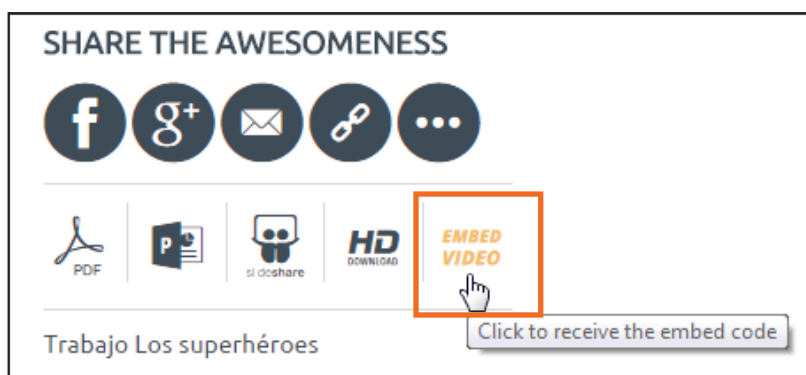 SHARE THE AWESOMENESS
f g+
PDF P slideshare HD DOWNLOAD EMBED VIDEO
Click to receive the embed code
Trabajo Los superhéroes